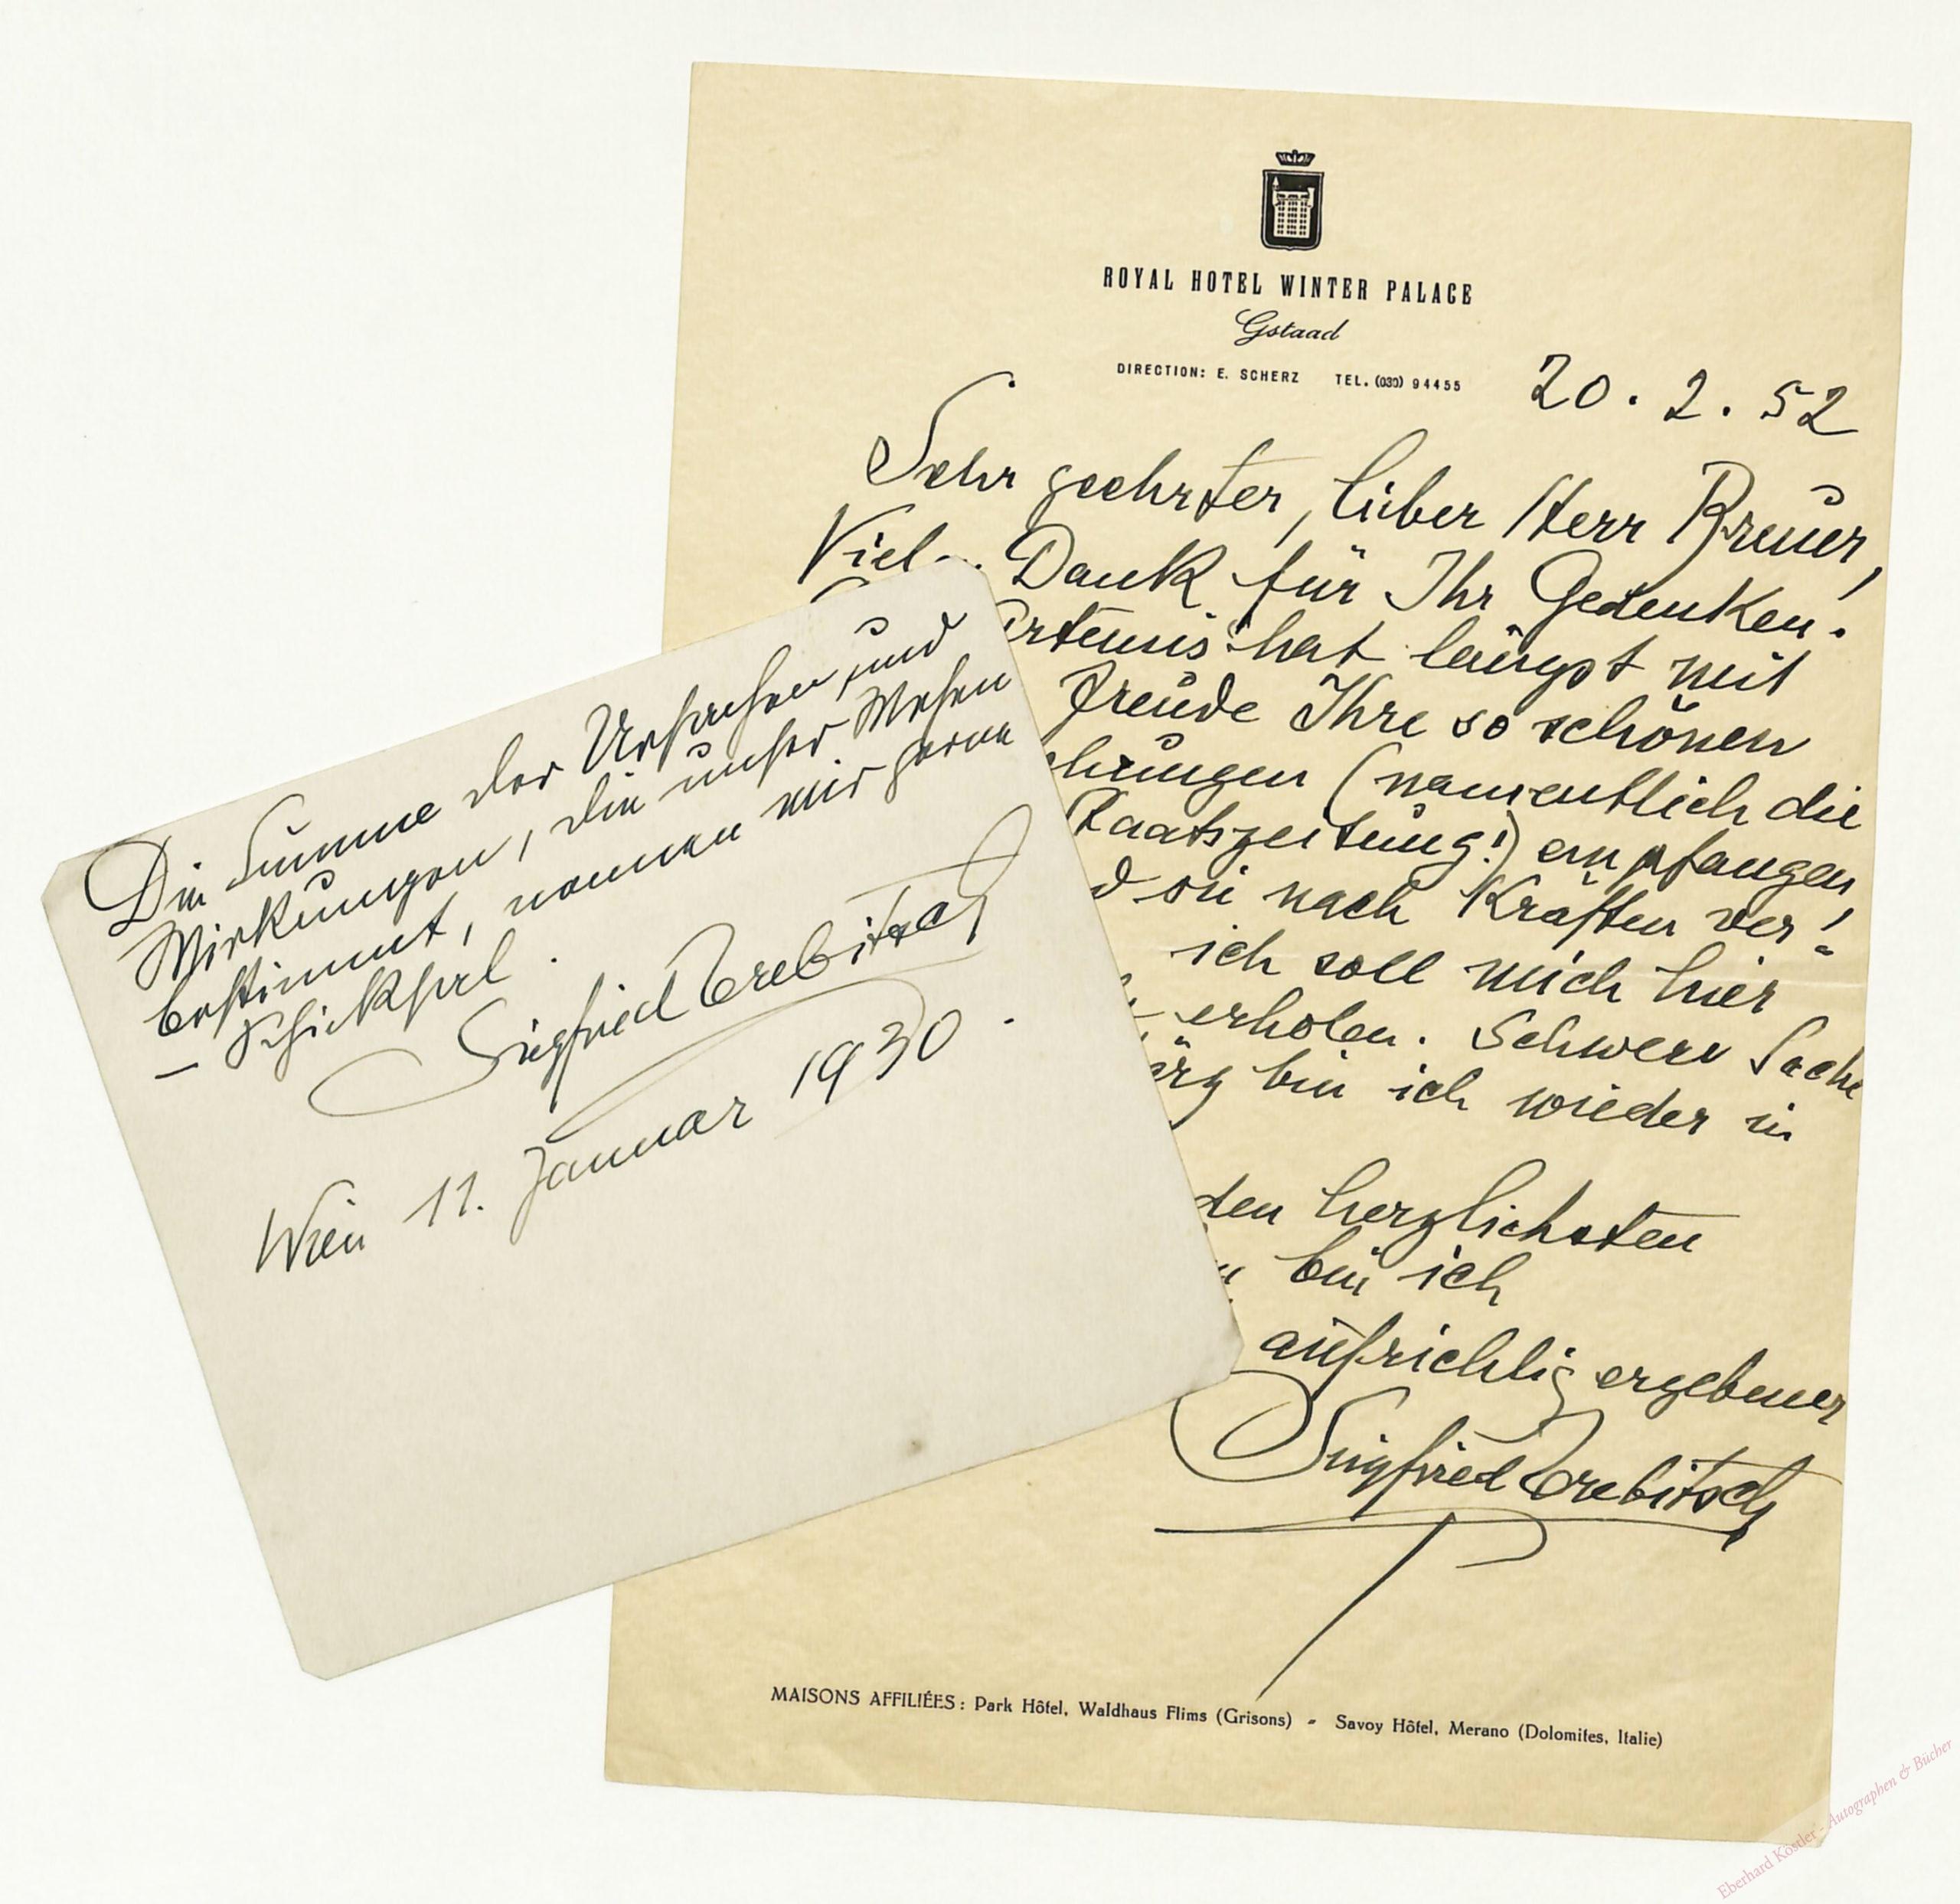 Die Summe der Ursachen und
Wirkungen, die unser Wesen
bestimmt, nennen wir gerne
– Schicksal.
Siegfried Trebitsch
Wien 11. Januar 1930.
ROYAL HOTEL WINTER PALACE
Gstaad
DIRECTION: E. SCHERZ TEL. (030) 94455
20. 2. 52
Sehr geehrter, lieber Herr Breuer,
Viel Dank für Ihr Gedenken.
Artemis hat längst mit
Freude Ihre so schönen
chungen (namentlich die
Staatszeitung!) empfangen,
d sie nach Kräften ver-!
ich soll mich hier
erholen. Schwere Sache
ärz bin ich wieder in
den herzlichsten
n bin ich
aufrichtig ergebener
Siegfried Trebitsch
MAISONS AFFILIÉES: Park Hôtel, Waldhaus Flims (Grisons) - Savoy Hôtel, Merano (Dolomites, Italie)
Eberhard Köstler - Autographen & Bücher